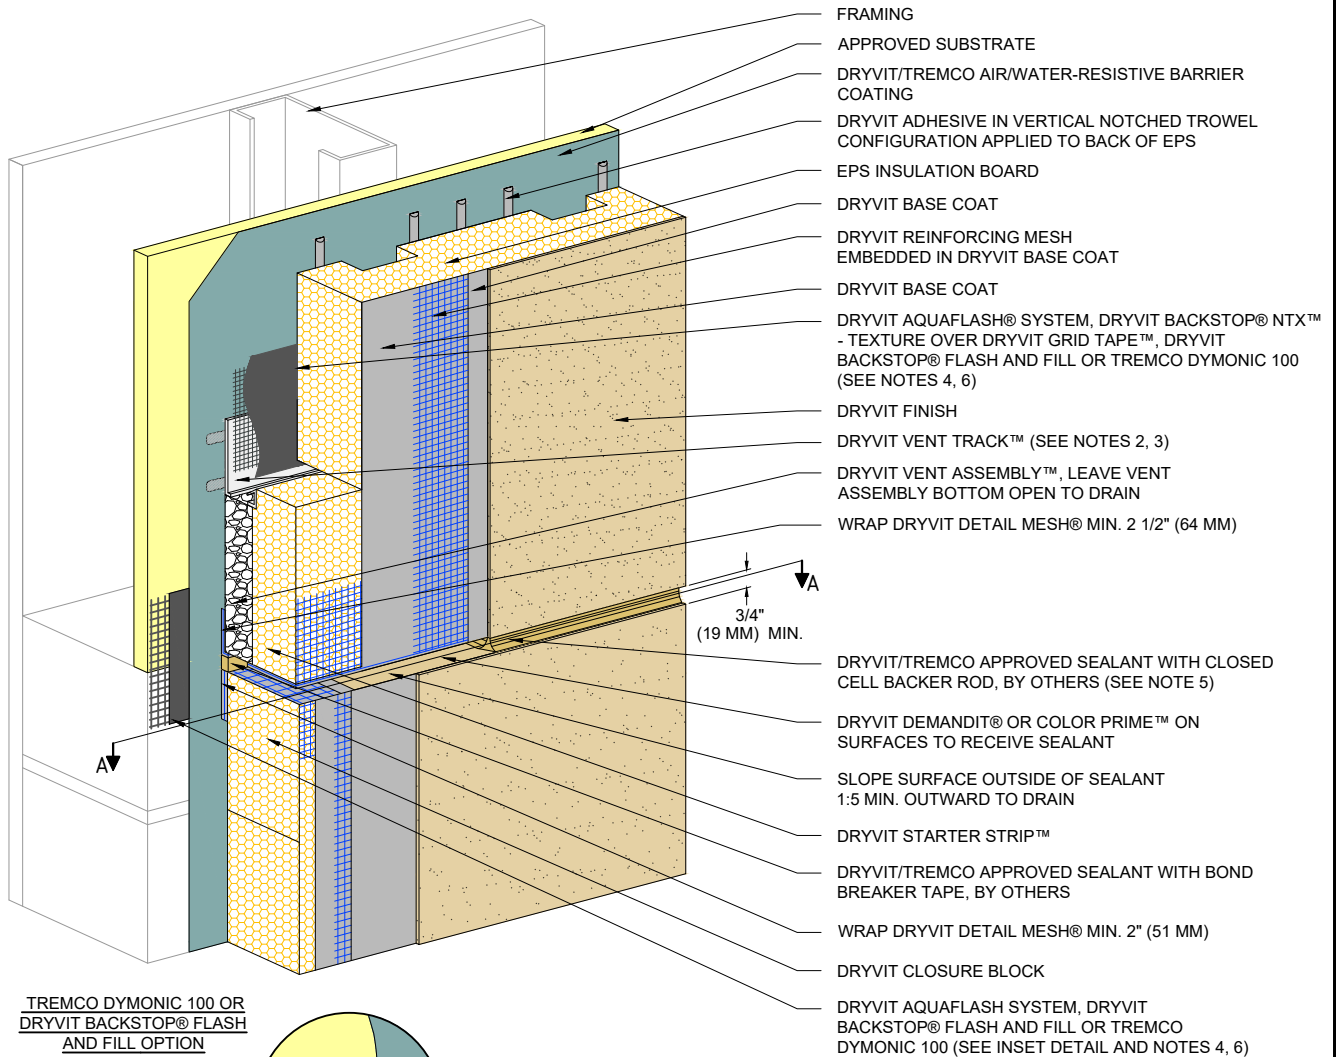 FRAMING
APPROVED SUBSTRATE
DRYVIT/TREMCO AIR/WATER-RESISTIVE BARRIER
COATING
DRYVIT ADHESIVE IN VERTICAL NOTCHED TROWEL
CONFIGURATION APPLIED TO BACK OF EPS
EPS INSULATION BOARD
DRYVIT BASE COAT
DRYVIT REINFORCING MESH
EMBEDDED IN DRYVIT BASE COAT
DRYVIT BASE COAT
DRYVIT AQUAFLASH® SYSTEM, DRYVIT BACKSTOP® NTX™
- TEXTURE OVER DRYVIT GRID TAPE™, DRYVIT
BACKSTOP® FLASH AND FILL OR TREMCO DYMONIC 100
(SEE NOTES 4, 6)
DRYVIT FINISH
DRYVIT VENT TRACK™ (SEE NOTES 2, 3)
DRYVIT VENT ASSEMBLY™, LEAVE VENT
ASSEMBLY BOTTOM OPEN TO DRAIN
WRAP DRYVIT DETAIL MESH® MIN. 2 1/2" (64 MM)
A
3/4"
(19 MM) MIN.
DRYVIT/TREMCO APPROVED SEALANT WITH CLOSED
CELL BACKER ROD, BY OTHERS (SEE NOTE 5)
DRYVIT DEMANDIT® OR COLOR PRIME™ ON
SURFACES TO RECEIVE SEALANT
A
SLOPE SURFACE OUTSIDE OF SEALANT
1:5 MIN. OUTWARD TO DRAIN
DRYVIT STARTER STRIP™
DRYVIT/TREMCO APPROVED SEALANT WITH BOND
BREAKER TAPE, BY OTHERS
WRAP DRYVIT DETAIL MESH® MIN. 2" (51 MM)
DRYVIT CLOSURE BLOCK
DRYVIT AQUAFLASH SYSTEM, DRYVIT
BACKSTOP® FLASH AND FILL OR TREMCO
DYMONIC 100 (SEE INSET DETAIL AND NOTES 4, 6)
TREMCO DYMONIC 100 OR
DRYVIT BACKSTOP® FLASH
AND FILL OPTION